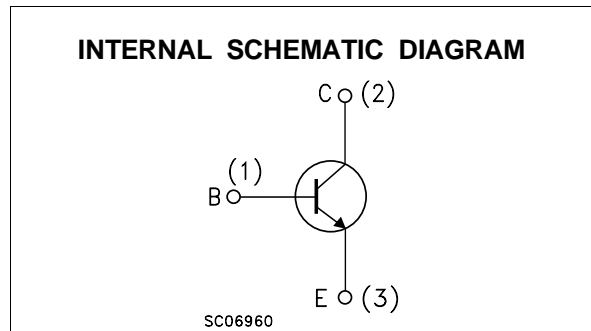 INTERNAL SCHEMATIC DIAGRAM
C (2)
(1)
B
E (3)
SC06960